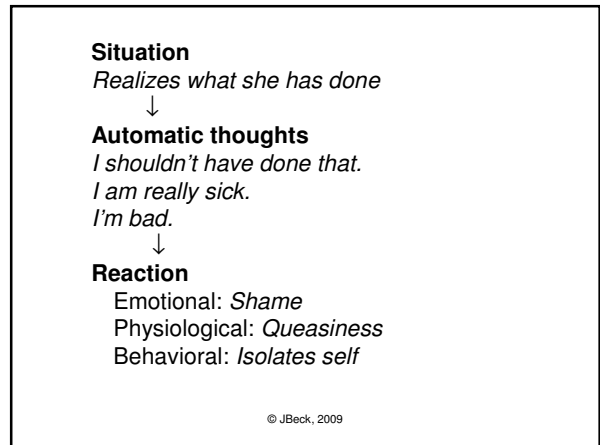 Situation
Realizes what she has done
↓
Automatic thoughts
I shouldn't have done that.
I am really sick.
I'm bad.
↓
Reaction
Emotional: Shame
Physiological: Queasiness
Behavioral: Isolates self
© JBeck, 2009